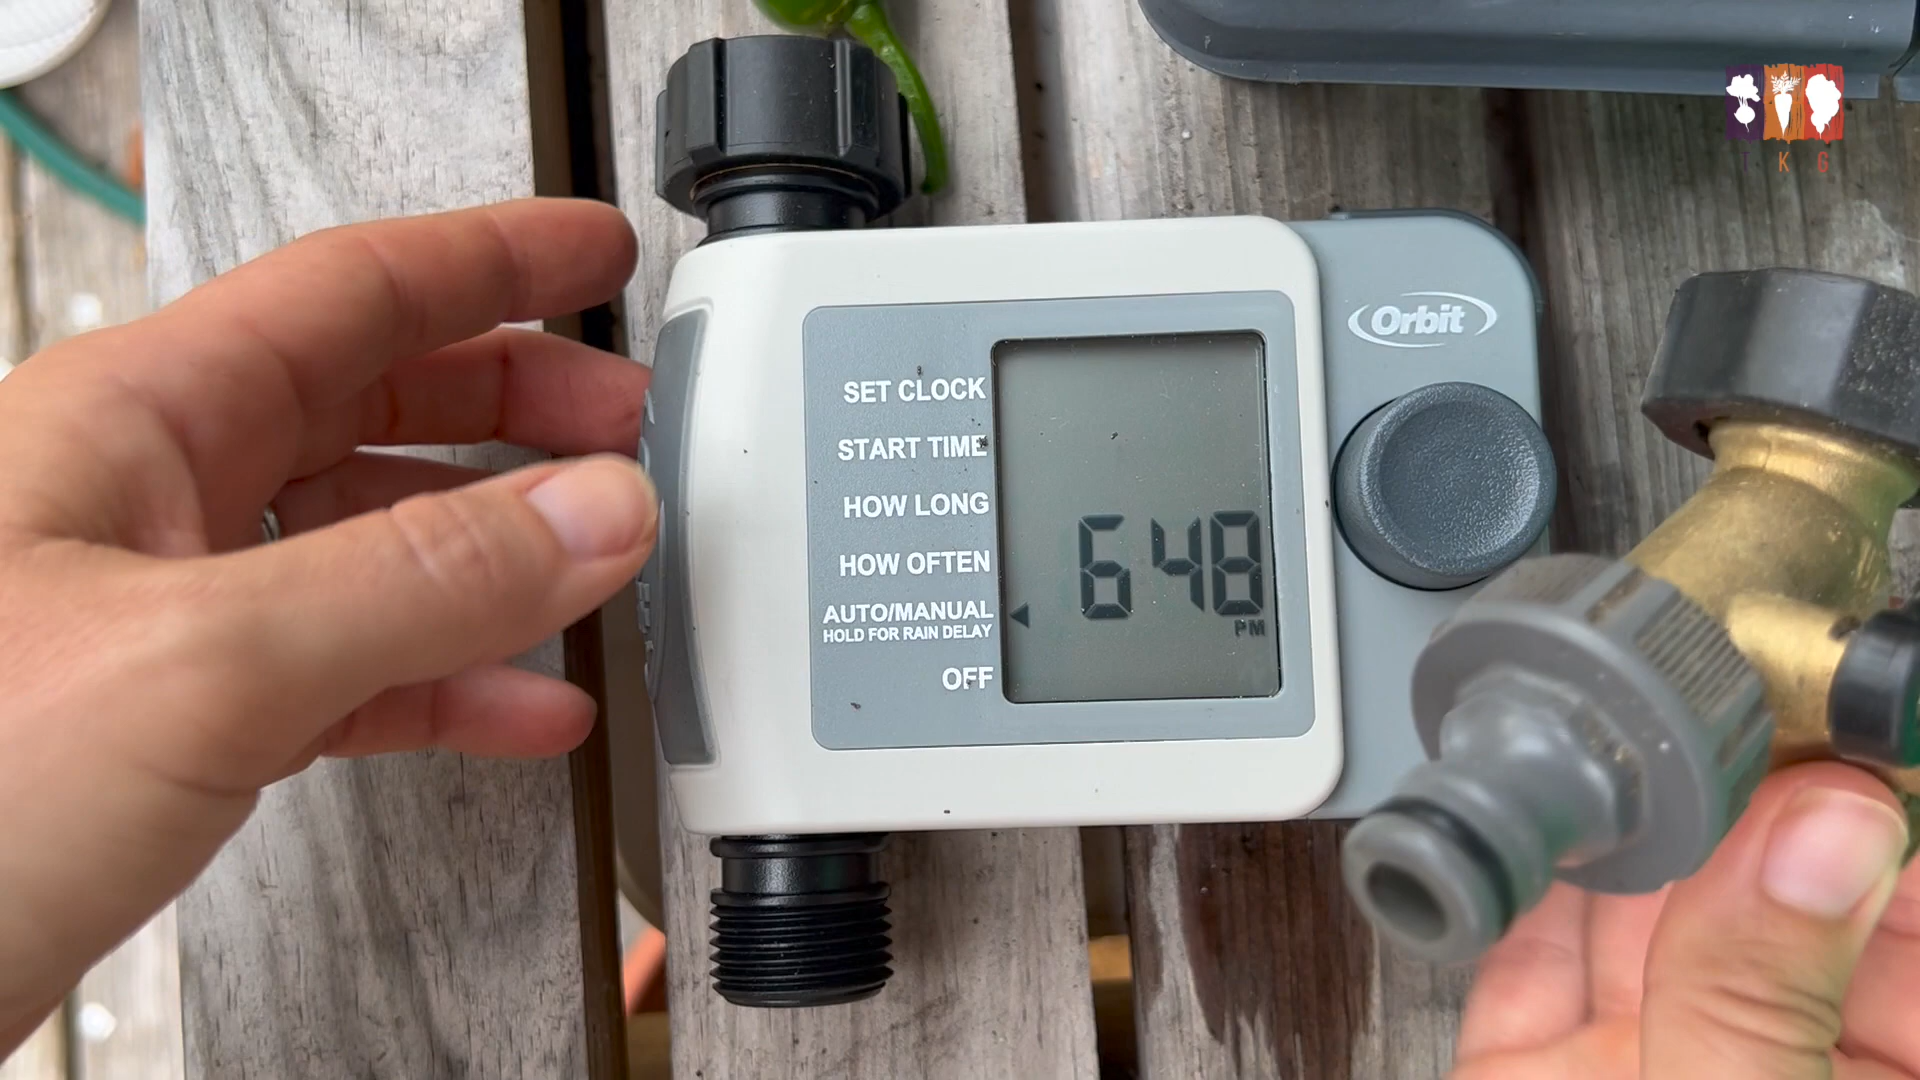 T K G
Orbit
SET CLOCK
START TIME
HOW LONG
HOW OFTEN
AUTO/MANUAL
HOLD FOR RAIN DELAY
OFF
648
PM